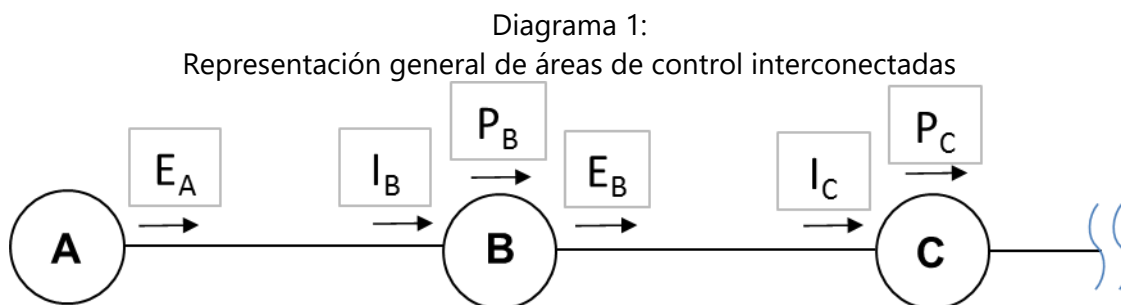 Diagrama 1:
Representación general de áreas de control interconectadas
E_A
I_B
P_B
E_B
I_C
P_C
A
B
C